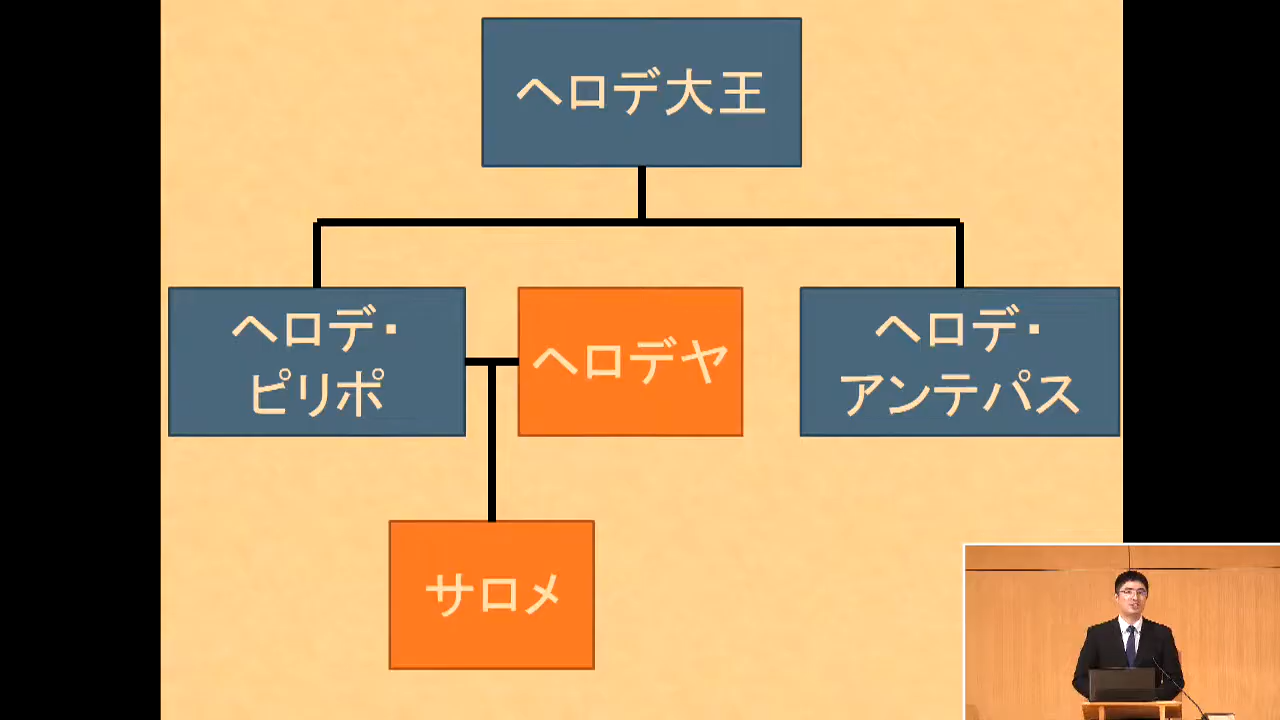 ヘロデ大王
ヘロデ・
ピリポ
ヘロデヤ
ヘロデ・
アンテパス
サロメ